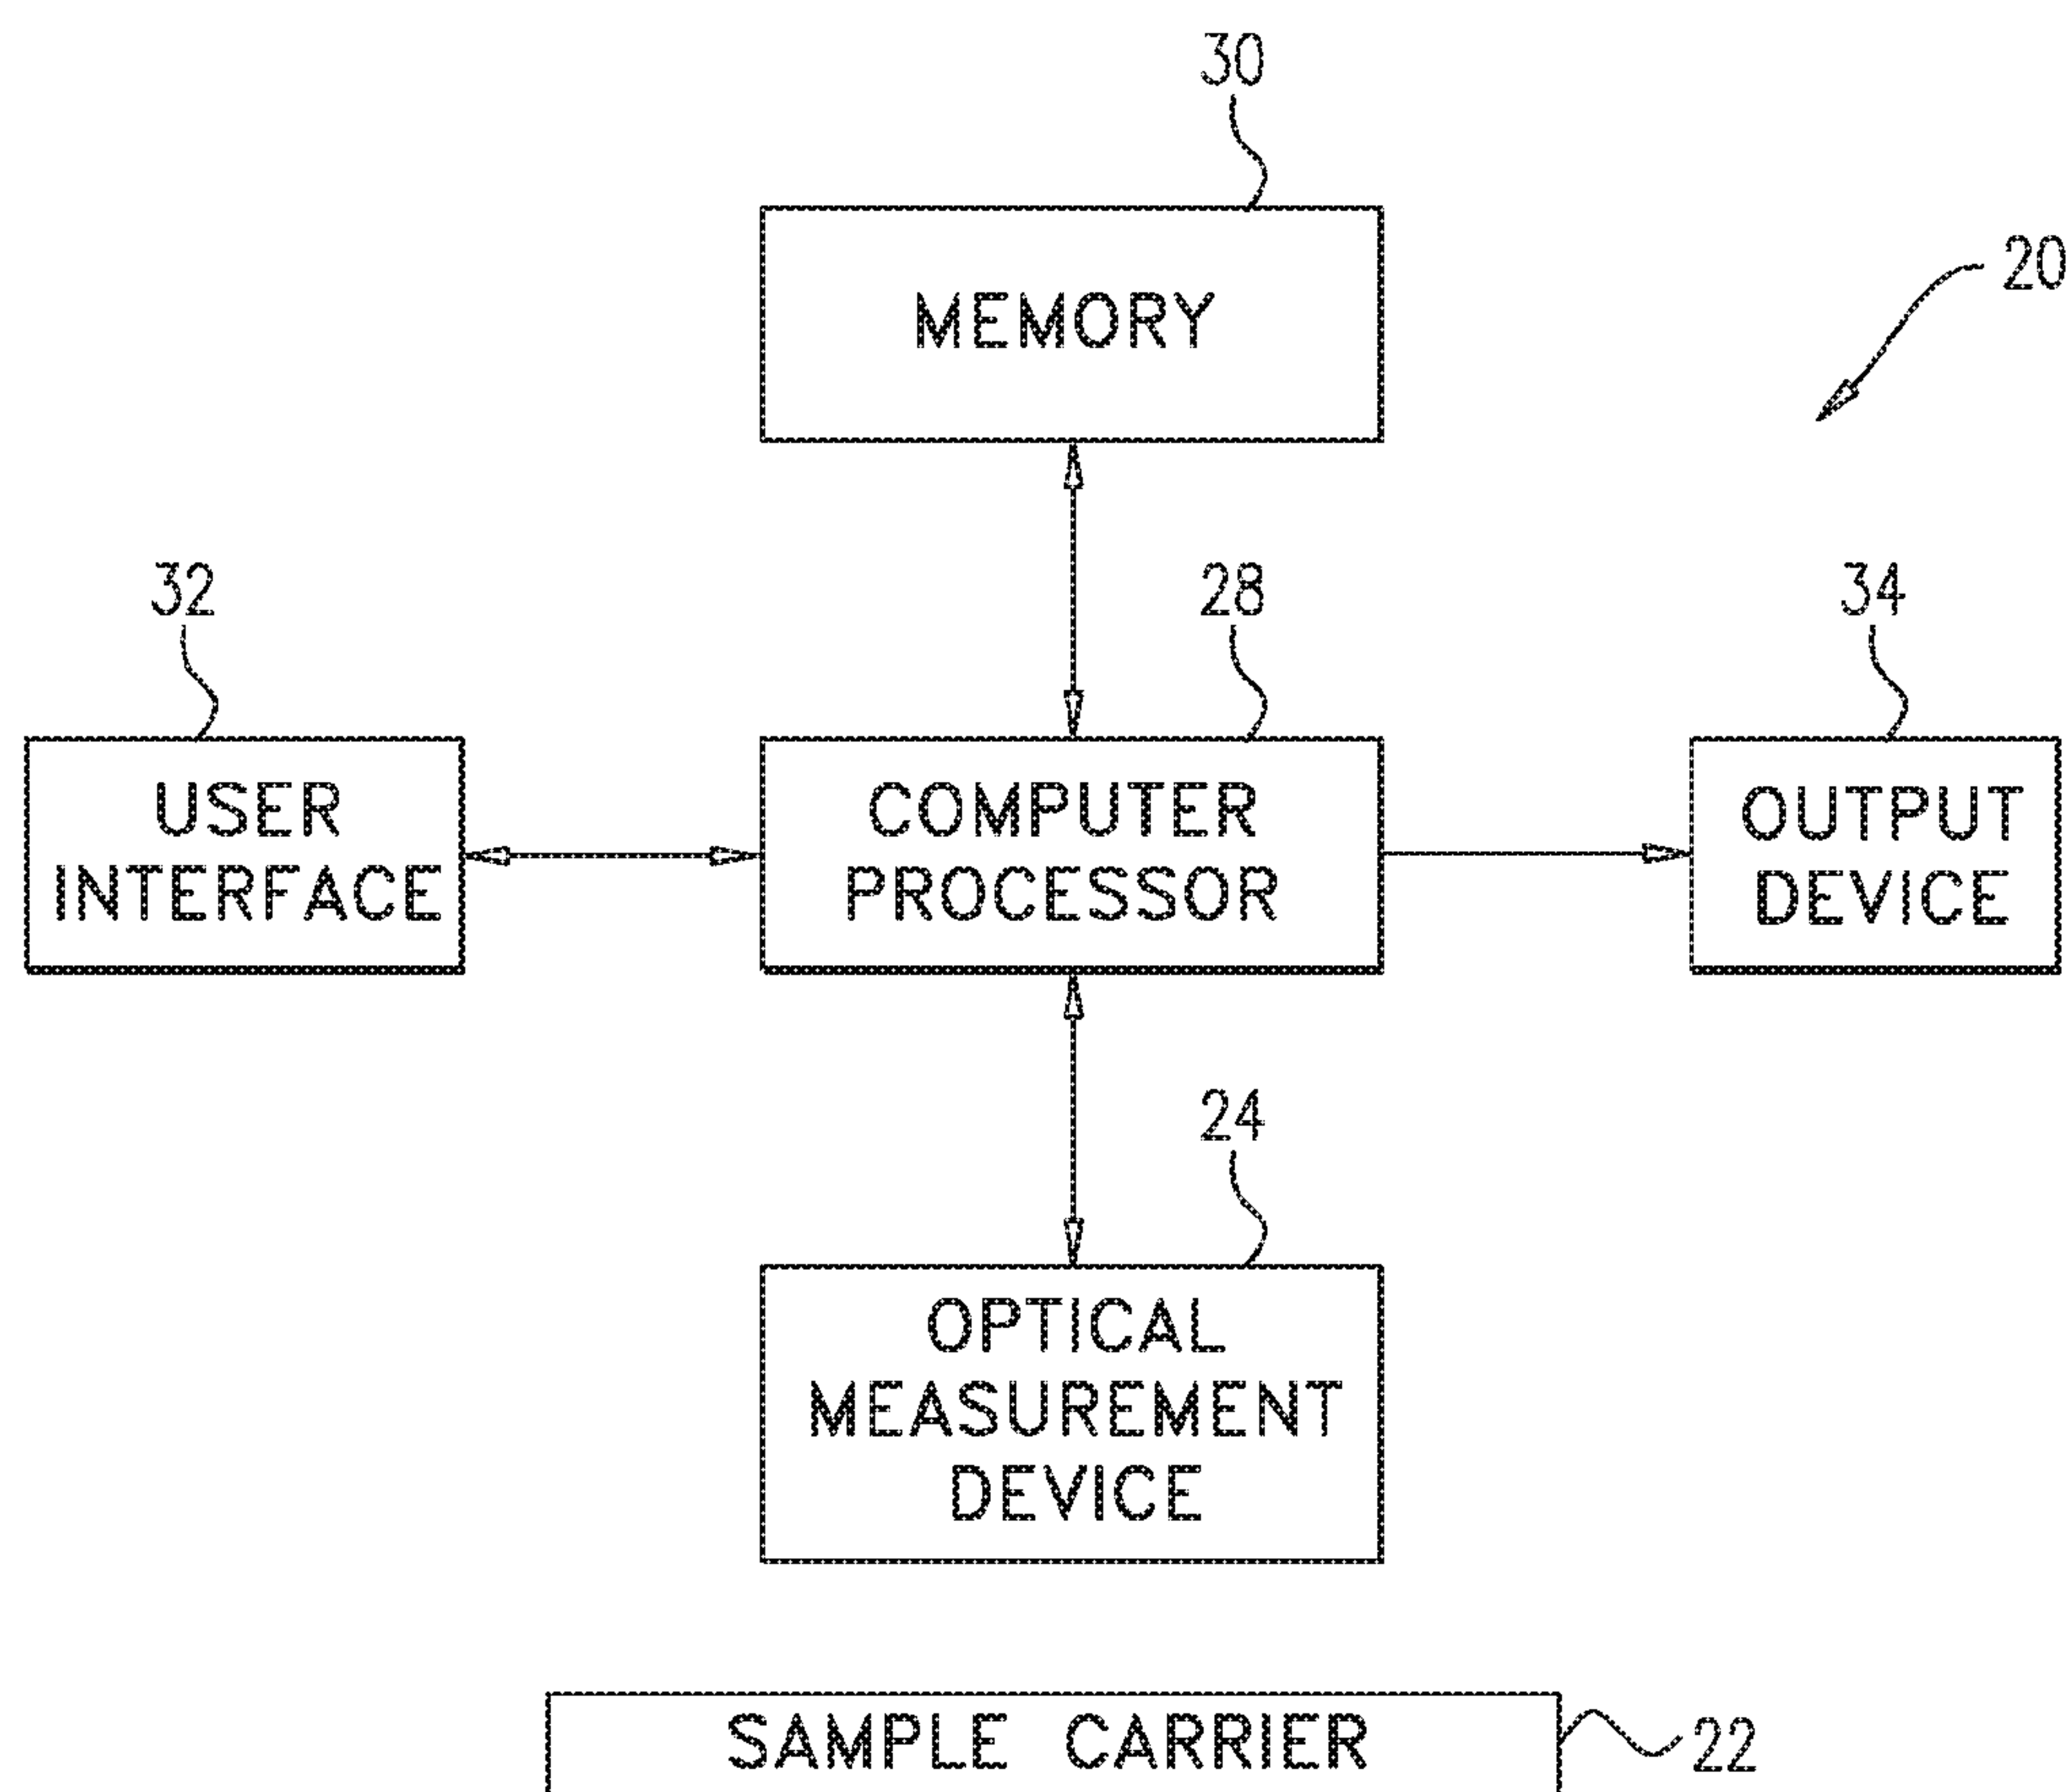 30
MEMORY
20
32
28
34
USER
INTERFACE
COMPUTER
PROCESSOR
OUTPUT
DEVICE
24
OPTICAL
MEASUREMENT
DEVICE
SAMPLE CARRIER
22